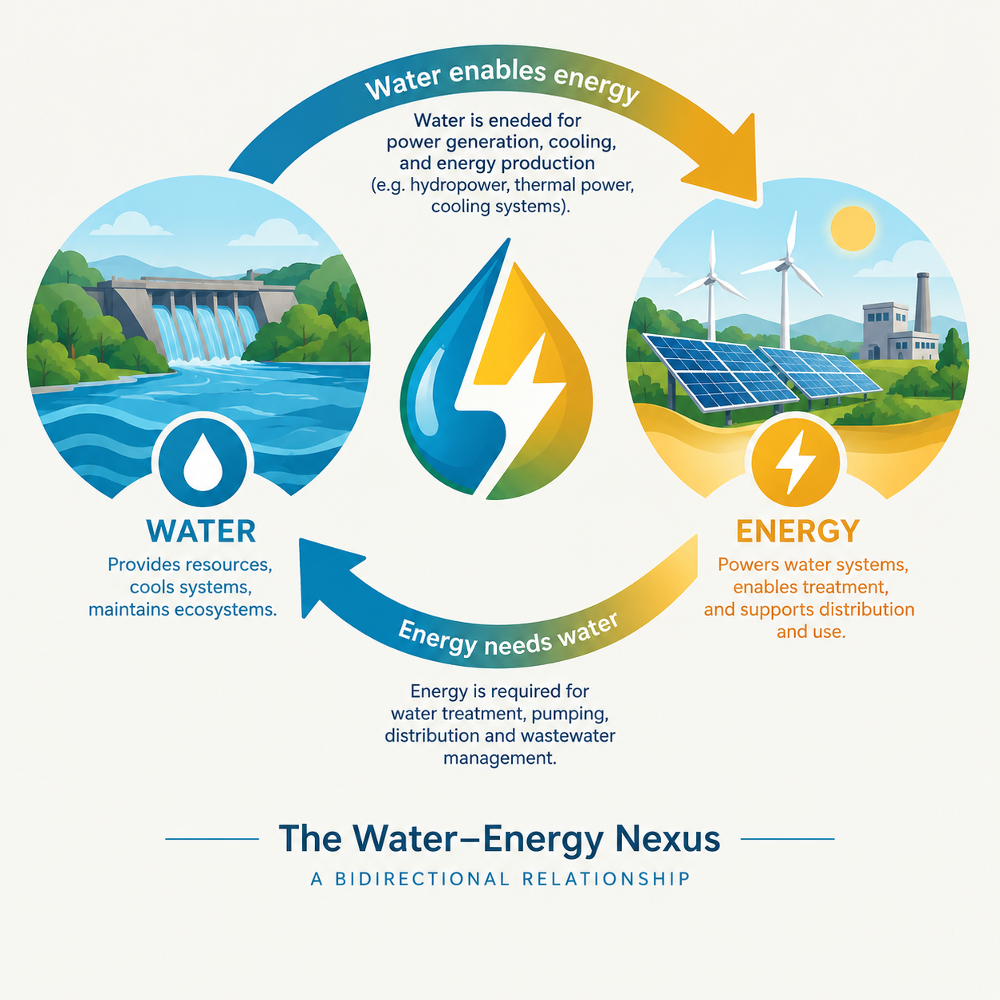 Water enables energy
Water is eneded for
power generation, cooling,
and energy production
(e.g. hydropower, thermal power,
cooling systems).
WATER
Provides resources,
cools systems,
maintains ecosystems.
ENERGY
Powers water systems,
enables treatment,
and supports distribution
and use.
Energy needs water
Energy is required for
water treatment, pumping,
distribution and wastewater
management.
The Water–Energy Nexus
A BIDIRECTIONAL RELATIONSHIP